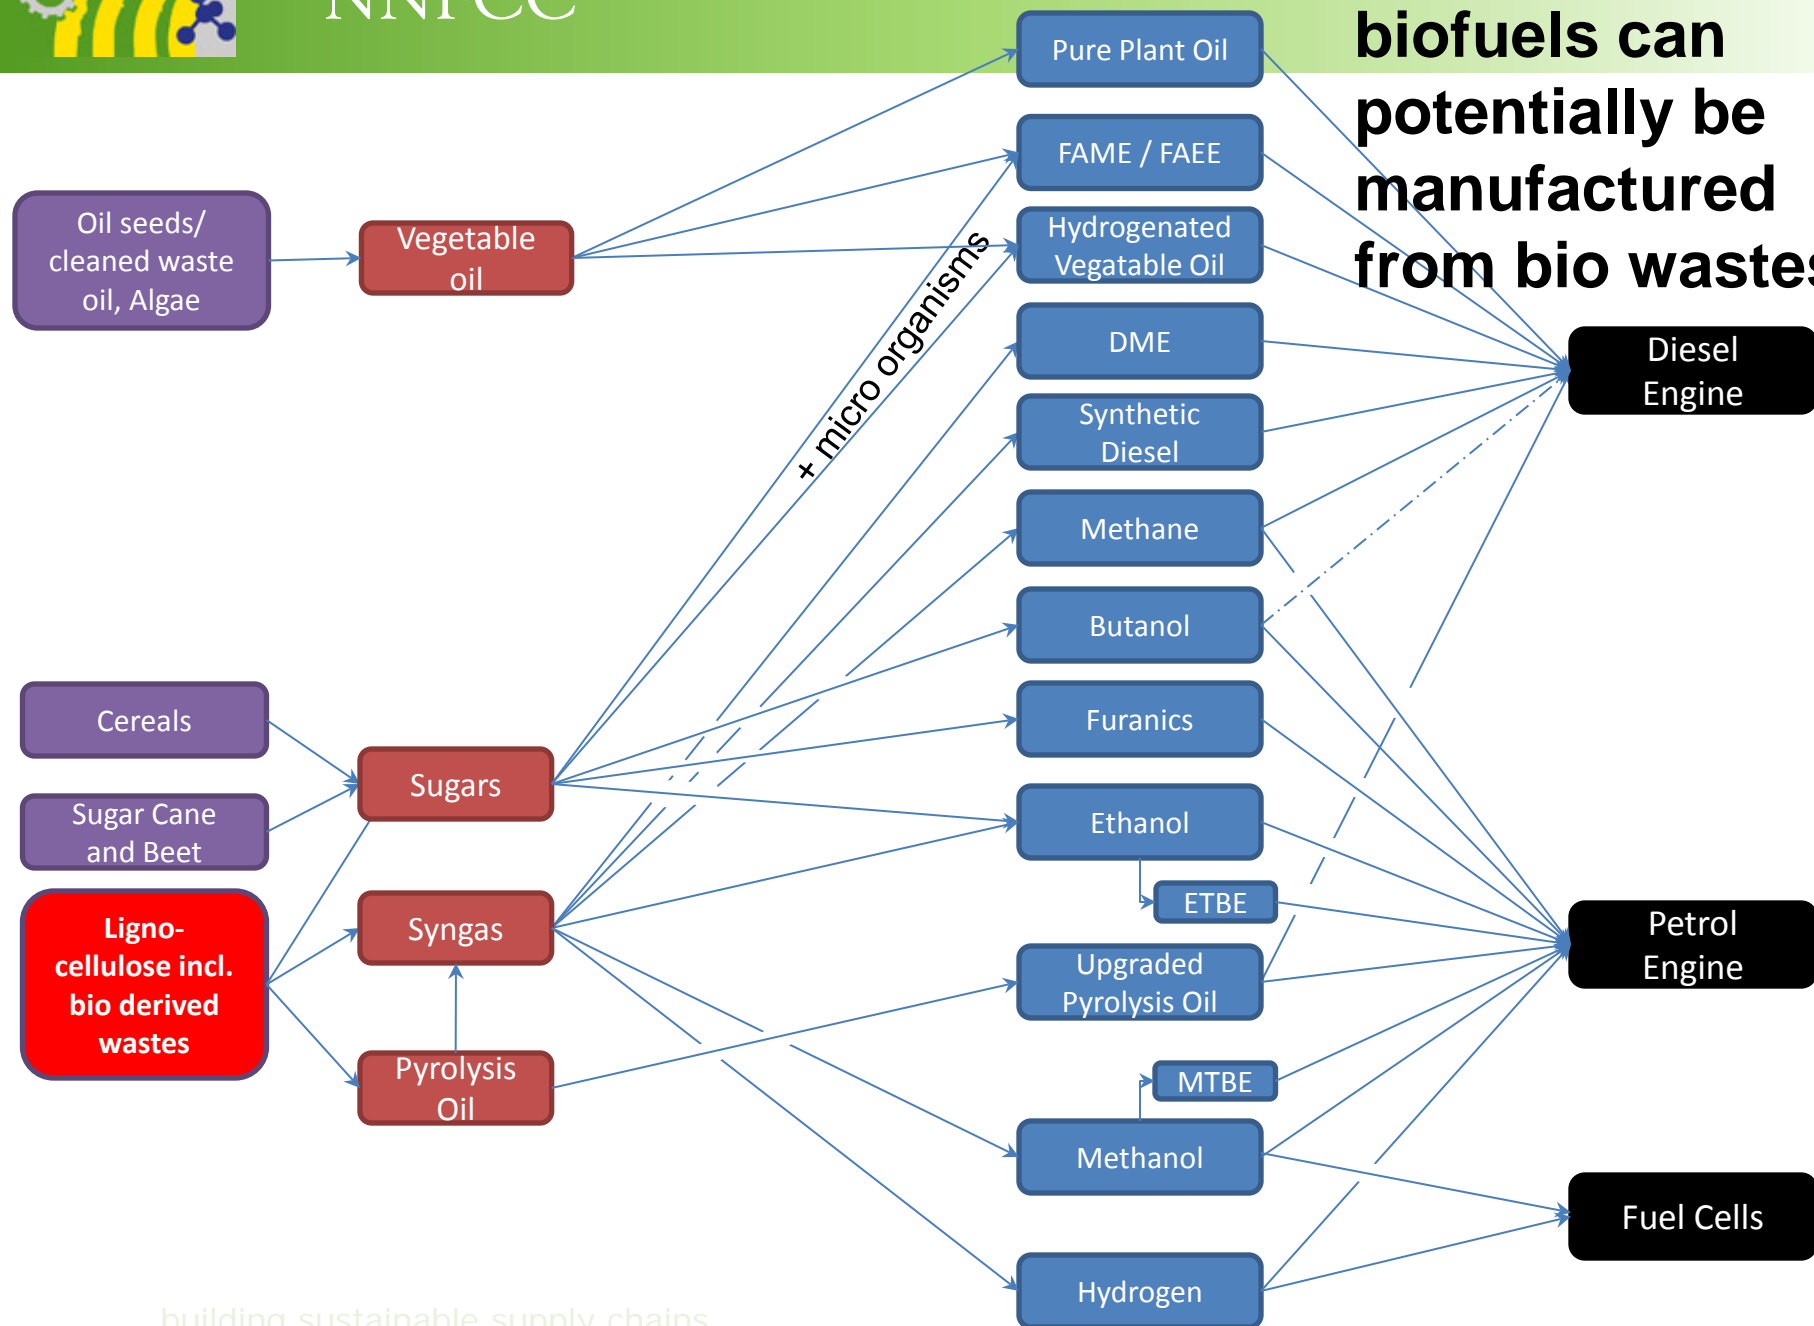 NNFCC
biofuels can
potentially be
manufactured
from bio wastes
Pure Plant Oil
FAME / FAEE
Hydrogenated
Vegatable Oil
DME
Synthetic
Diesel
Methane
Butanol
Furanics
Ethanol
ETBE
Upgraded
Pyrolysis Oil
MTBE
Methanol
Hydrogen
Oil seeds/
cleaned waste
oil, Algae
Vegetable
oil
+ micro organisms
Cereals
Sugar Cane
and Beet
Ligno-
cellulose incl.
bio derived
wastes
Sugars
Syngas
Pyrolysis
Oil
Diesel
Engine
Petrol
Engine
Fuel Cells
building sustainable supply chains